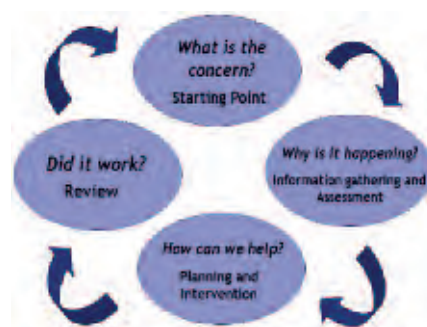 What is the
concern?
Starting Point
Why is it happening?
Information gathering and
Assessment
How can we help?
Planning and
Intervention
Did it work?
Review